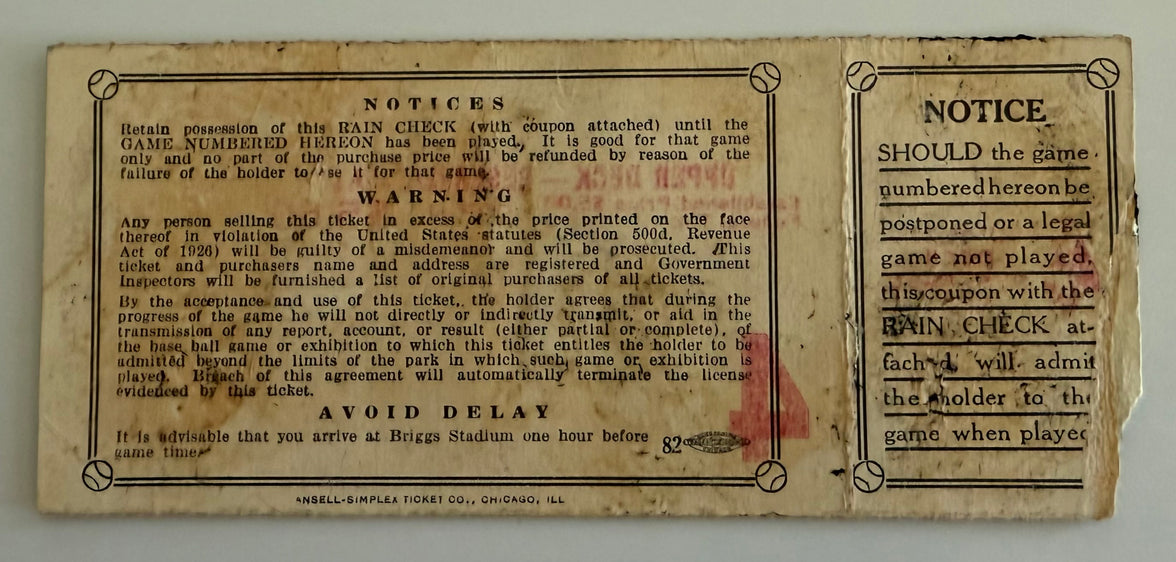 NOTICES
Retain possession of this RAIN CHECK (with coupon attached) until the
GAME NUMBERED HEREON has been played. It is good for that game
only and no part of the purchase price will be refunded by reason of the
failure of the holder to se it for that game.
WARNING
Any person selling this ticket in excess of the price printed on the face
thereof in violation of the United States statutes (Section 500d, Revenue
Act of 1926) will be guilty of a misdemeanor and will be prosecuted. This
ticket and purchasers name and address are registered and Government
Inspectors will be furnished a list of original purchasers of all tickets.
By the acceptance and use of this ticket, the holder agrees that during the
progress of the game he will not directly or indirectly transmit, or aid in the
transmission of any report, account, or result (either partial or complete), of
the base ball game or exhibition to which this ticket entitles the holder to be
admitted beyond the limits of the park in which such game or exhibition is
played. Breach of this agreement will automatically terminate the license
evidenced by this ticket.
AVOID DELAY
It is advisable that you arrive at Briggs Stadium one hour before
game time.
82
ANSELL-SIMPLEX TICKET CO., CHICAGO, ILL
NOTICE
SHOULD the game
numbered hereon be
postponed or a legal
game not played,
this coupon with the
RAIN CHECK at-
tached, will admit
the holder to the
game when played
4